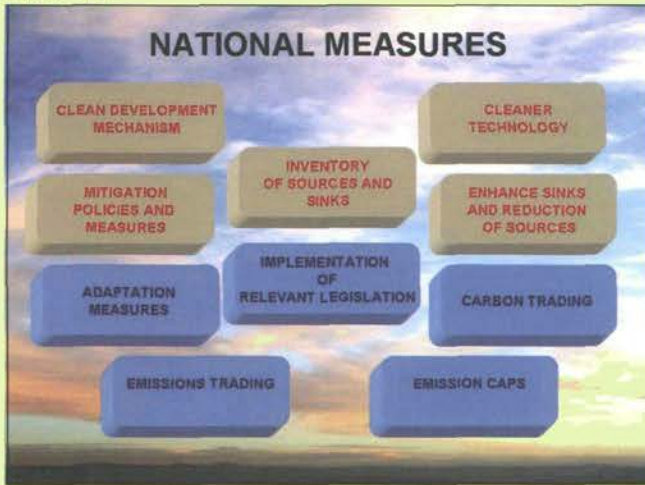 NATIONAL MEASURES
CLEAN DEVELOPMENT
MECHANISM
CLEANER
TECHNOLOGY
INVENTORY
OF SOURCES AND
SINKS
MITIGATION
POLICIES AND
MEASURES
ENHANCE SINKS
AND REDUCTION
OF SOURCES
IMPLEMENTATION
OF
RELEVANT LEGISLATION
ADAPTATION
MEASURES
CARBON TRADING
EMISSIONS TRADING
EMISSION CAPS